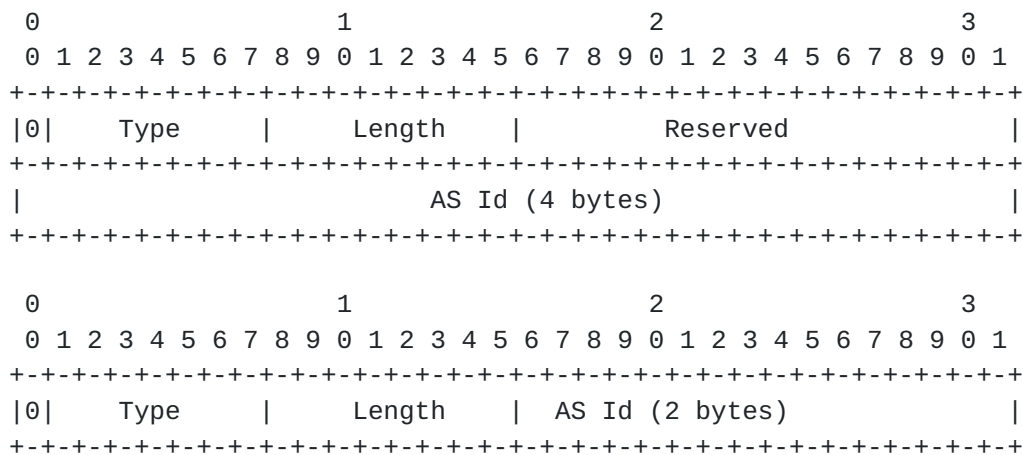 0                   1                   2                   3
 0 1 2 3 4 5 6 7 8 9 0 1 2 3 4 5 6 7 8 9 0 1 2 3 4 5 6 7 8 9 0 1
+-+-+-+-+-+-+-+-+-+-+-+-+-+-+-+-+-+-+-+-+-+-+-+-+-+-+-+-+-+-+-+-+
|0|    Type     |     Length    |         Reserved              |
+-+-+-+-+-+-+-+-+-+-+-+-+-+-+-+-+-+-+-+-+-+-+-+-+-+-+-+-+-+-+-+-+
|                          AS Id (4 bytes)                      |
+-+-+-+-+-+-+-+-+-+-+-+-+-+-+-+-+-+-+-+-+-+-+-+-+-+-+-+-+-+-+-+-+

 0                   1                   2                   3
 0 1 2 3 4 5 6 7 8 9 0 1 2 3 4 5 6 7 8 9 0 1 2 3 4 5 6 7 8 9 0 1
+-+-+-+-+-+-+-+-+-+-+-+-+-+-+-+-+-+-+-+-+-+-+-+-+-+-+-+-+-+-+-+-+
|0|    Type     |     Length    |  AS Id (2 bytes)              |
+-+-+-+-+-+-+-+-+-+-+-+-+-+-+-+-+-+-+-+-+-+-+-+-+-+-+-+-+-+-+-+-+